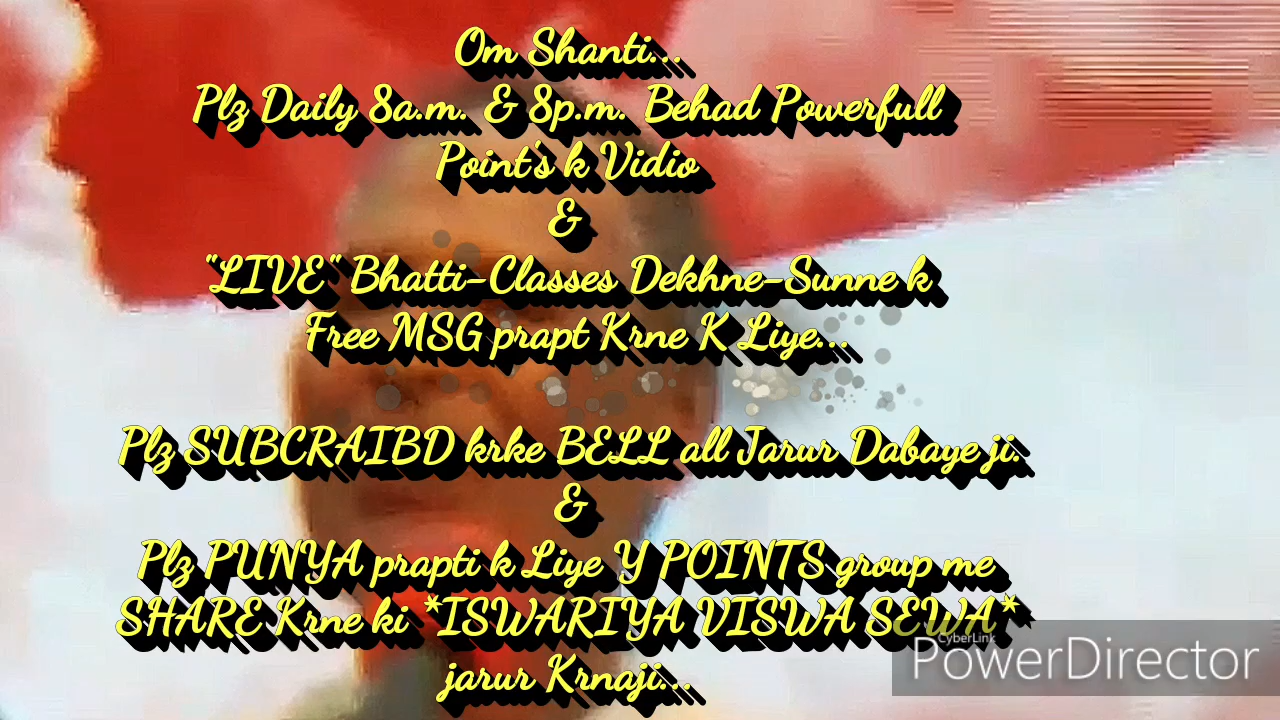 Om Shanti...
Plz Daily 8a.m. & 8p.m. Behad Powerfull
Point's k Vidio
&
"LIVE" Bhatti-Classes Dekhne-Sunne k
Free MSG prapt Krne K Liye...
Plz SUBCRAIBD krke BELL all Jarur Dabaye ji.
&
Plz PUNYA prapti k Liye Y POINTS group me
SHARE Krne ki *ISWARIYA VISWA SEWA*
jarur Krnaji...
CyberLink
PowerDirector